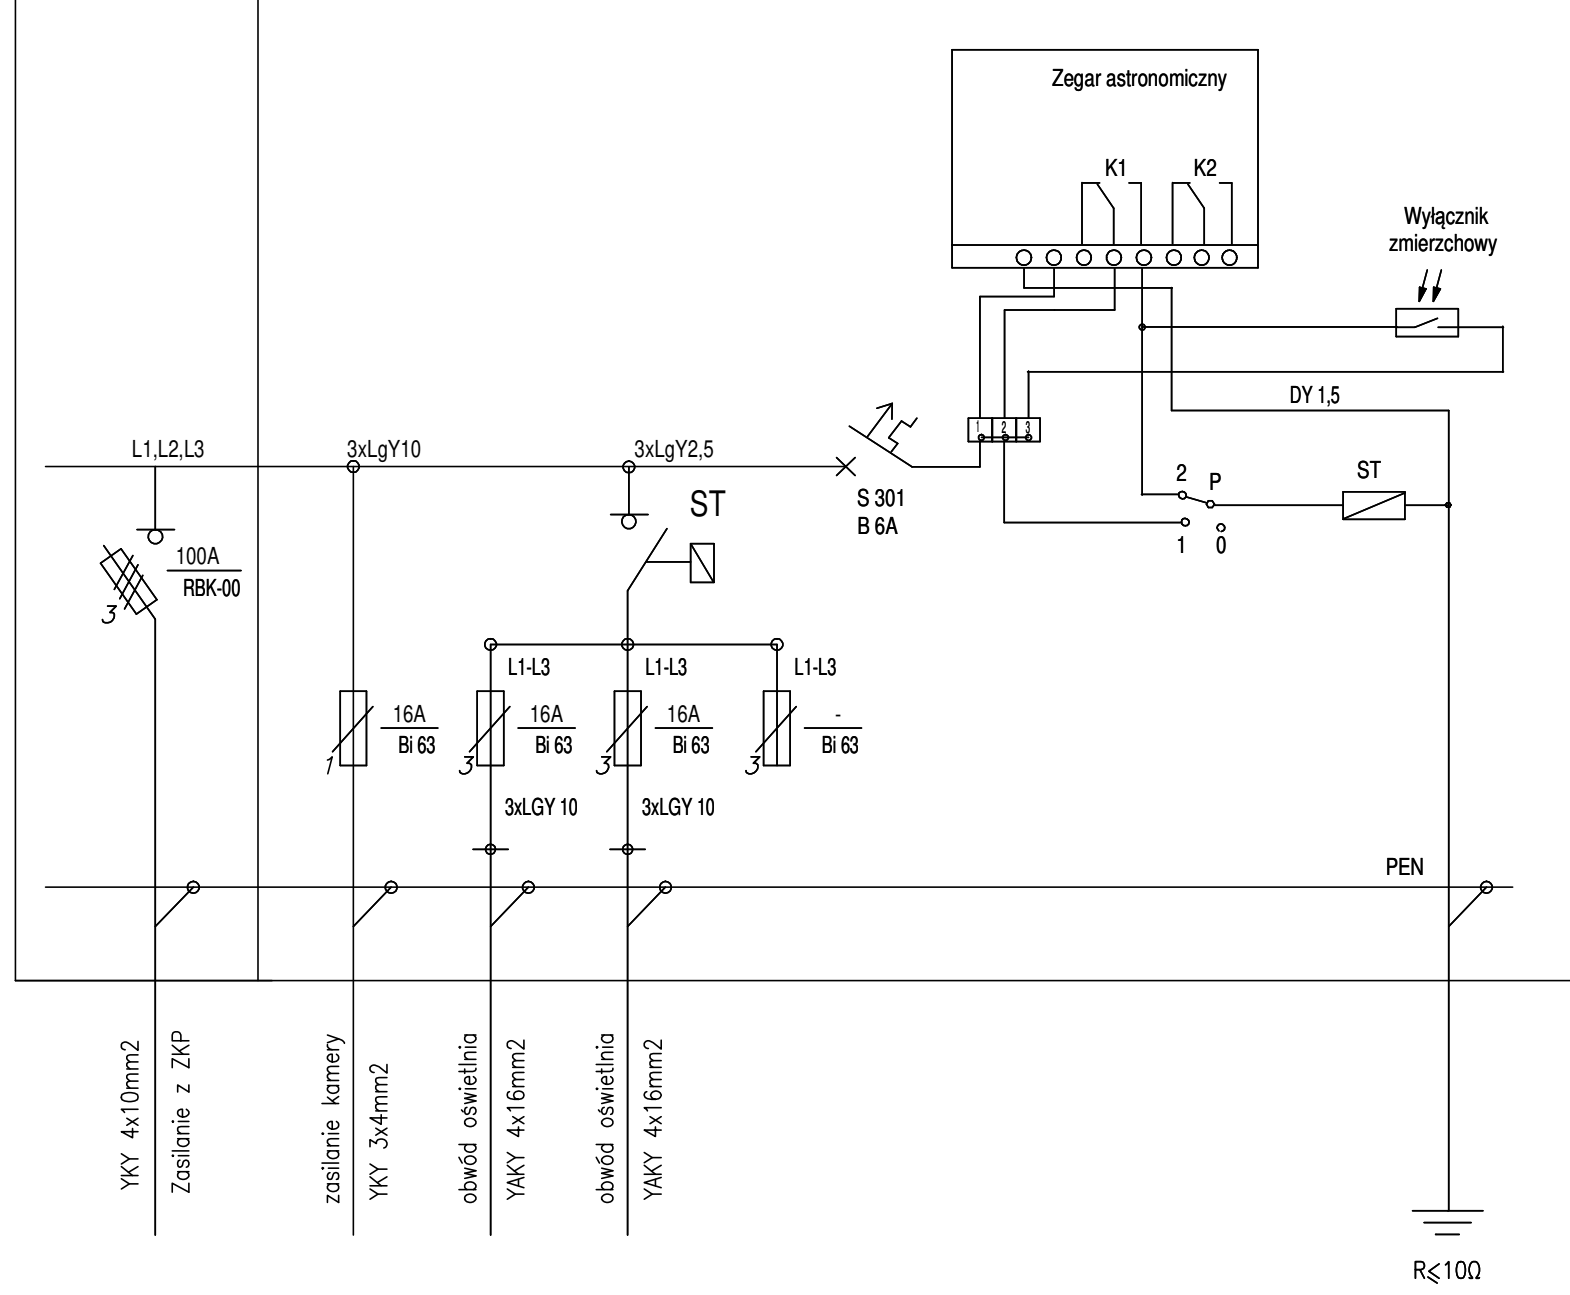 Zegar astronomiczny
K1
K2
Wyłącznik
zmierzchowy
DY 1,5
L1,L2,L3
3xLgY10
3xLgY2,5
1
2
3
ST
S 301
B 6A
2
P
ST
1
0
100A
RBK-00
3
L1-L3
L1-L3
L1-L3
16A
Bi 63
1
16A
Bi 63
3
16A
Bi 63
3
-
Bi 63
3
3xLGY 10
3xLGY 10
PEN
YKY 4x10mm2
Zasilanie z ZKP
zasilanie kamery
YKY 3x4mm2
obwód oświetlnia
YAKY 4x16mm2
obwód oświetlnia
YAKY 4x16mm2
R⩽10Ω